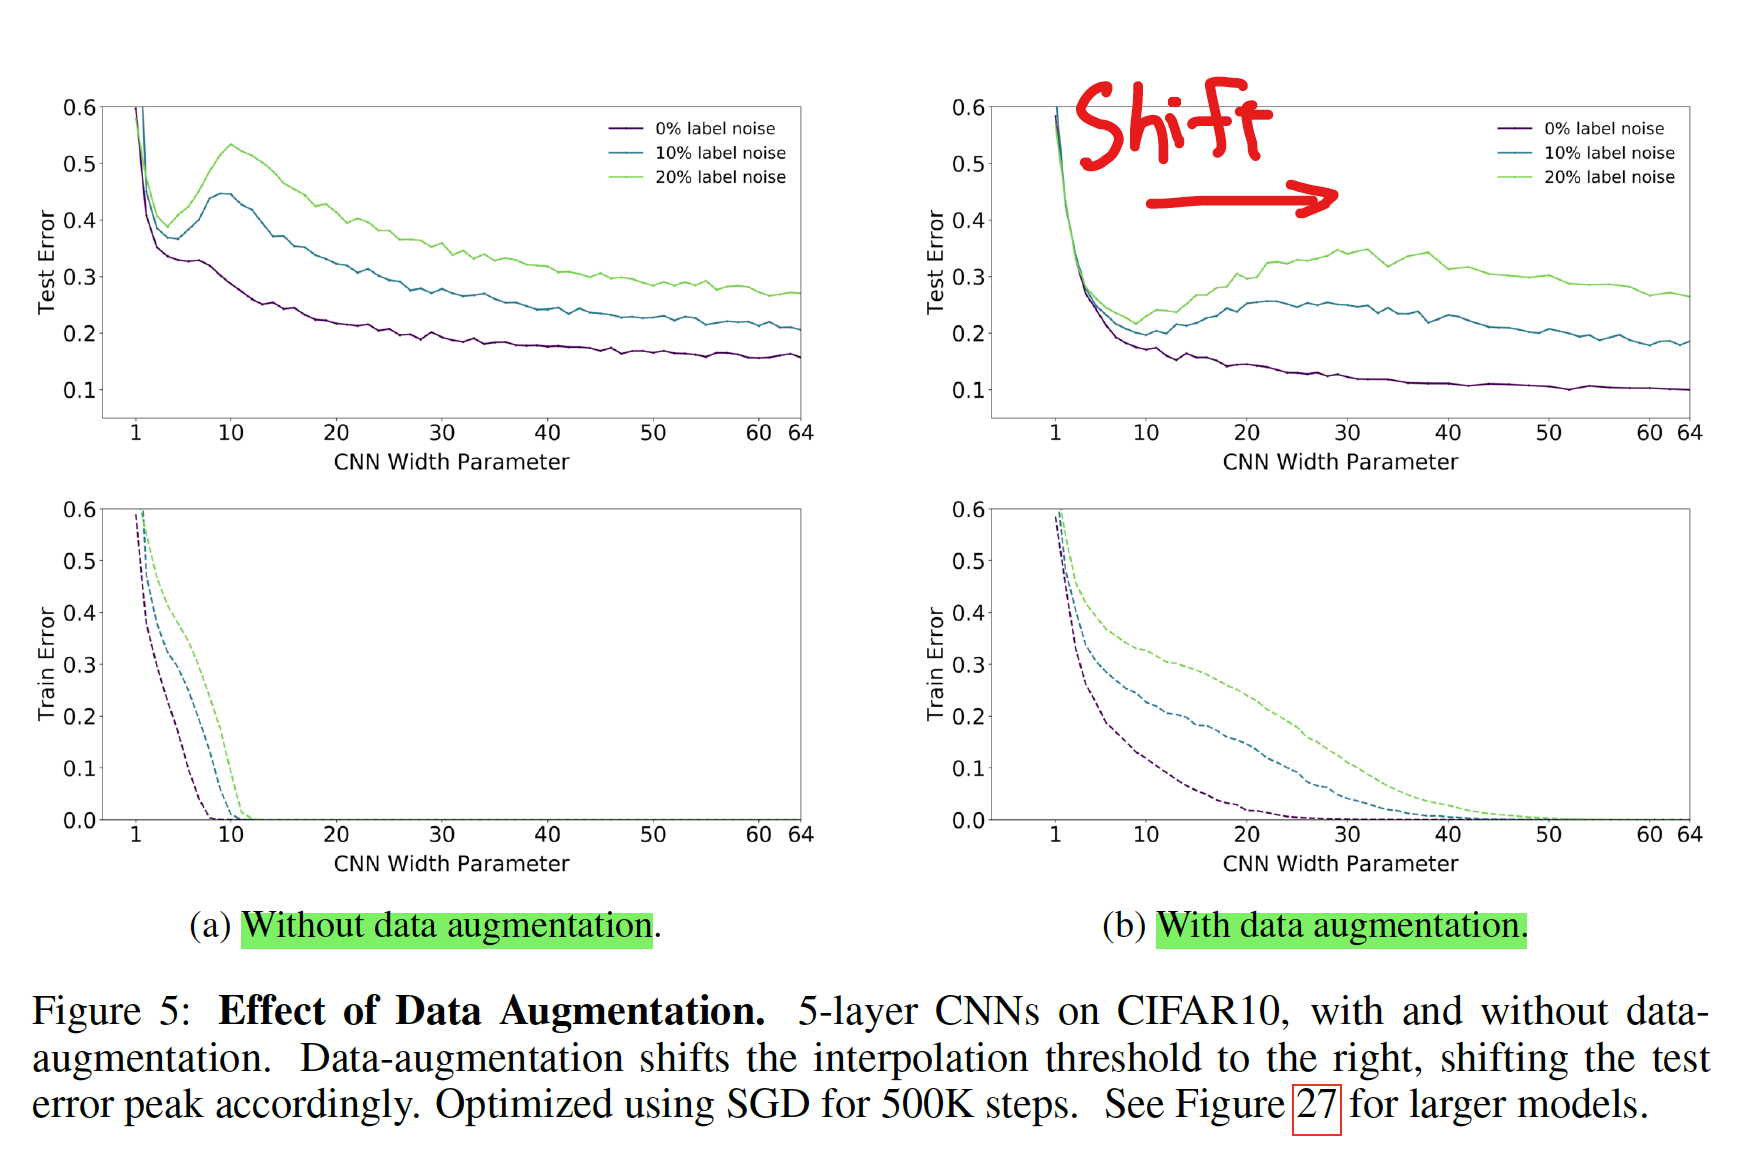 Shift
0.6
0.5
0.4
0.3
0.2
0.1
Test Error
0% label noise
10% label noise
20% label noise
1 10 20 30 40 50 60 64
CNN Width Parameter
0.6
0.5
0.4
0.3
0.2
0.1
Test Error
0% label noise
10% label noise
20% label noise
1 10 20 30 40 50 60 64
CNN Width Parameter
0.6
0.5
0.4
0.3
0.2
0.1
0.0
Train Error
1 10 20 30 40 50 60 64
CNN Width Parameter
0.6
0.5
0.4
0.3
0.2
0.1
0.0
Train Error
1 10 20 30 40 50 60 64
CNN Width Parameter
(a) Without data augmentation.
(b) With data augmentation.
Figure 5: Effect of Data Augmentation. 5-layer CNNs on CIFAR10, with and without data-
augmentation. Data-augmentation shifts the interpolation threshold to the right, shifting the test
error peak accordingly. Optimized using SGD for 500K steps. See Figure 27 for larger models.